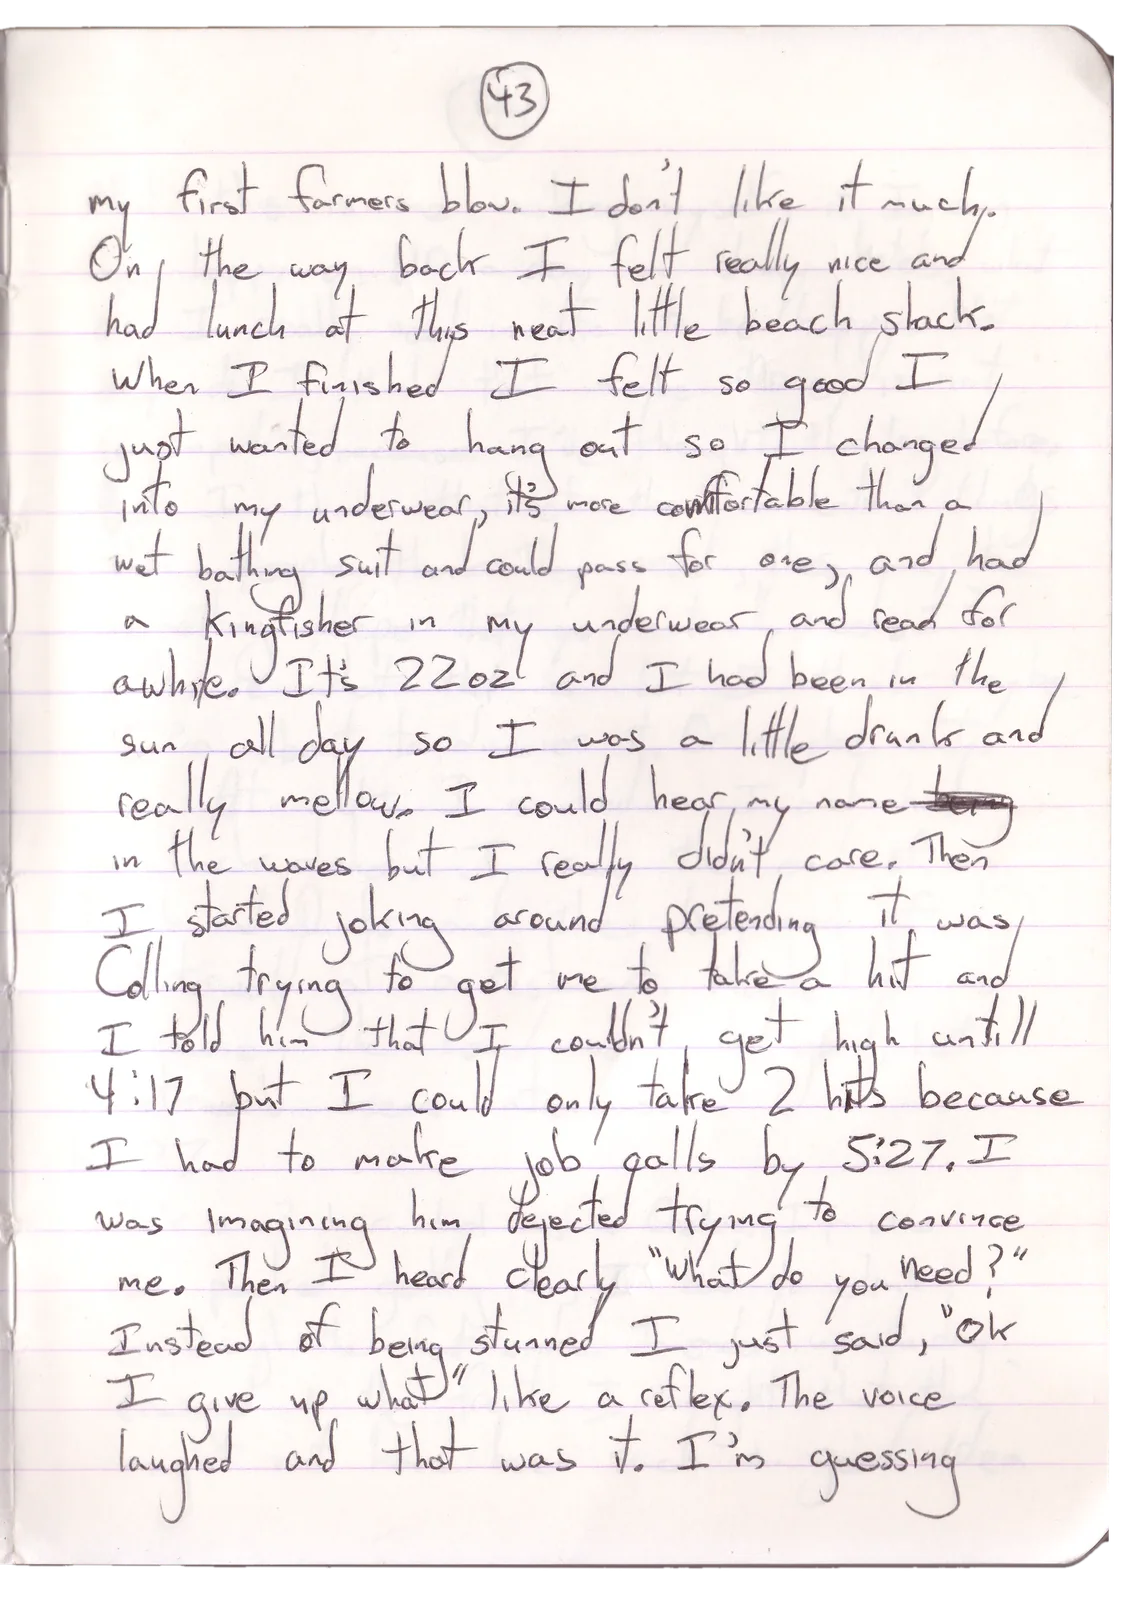 43
my first farmers blow. I don't like it much.
On the way back I felt really nice and
had lunch at this neat little beach shack.
When I finished I felt so good I
just wanted to hang out so I changed
into my underwear, it's more comfortable than a
wet bathing suit and could pass for one, and had
a kingfisher in my underwear and read for
awhile. It's 22oz and I had been in the
sun all day so I was a little drunk and
really mellow. I could hear my name
in the waves but I really didn't care. Then
I started joking around pretending it was
Colling trying to get me to take a hit and
I told him that I couldn't get high untill
4:17 but I could only take 2 hits because
I had to make job calls by 5:27. I
was imagining him dejected trying to convince
me. Then I heard clearly "What do you need?"
Instead of being stunned I just said, "Ok
I give up what" like a reflex. The voice
laughed and that was it. I'm guessing